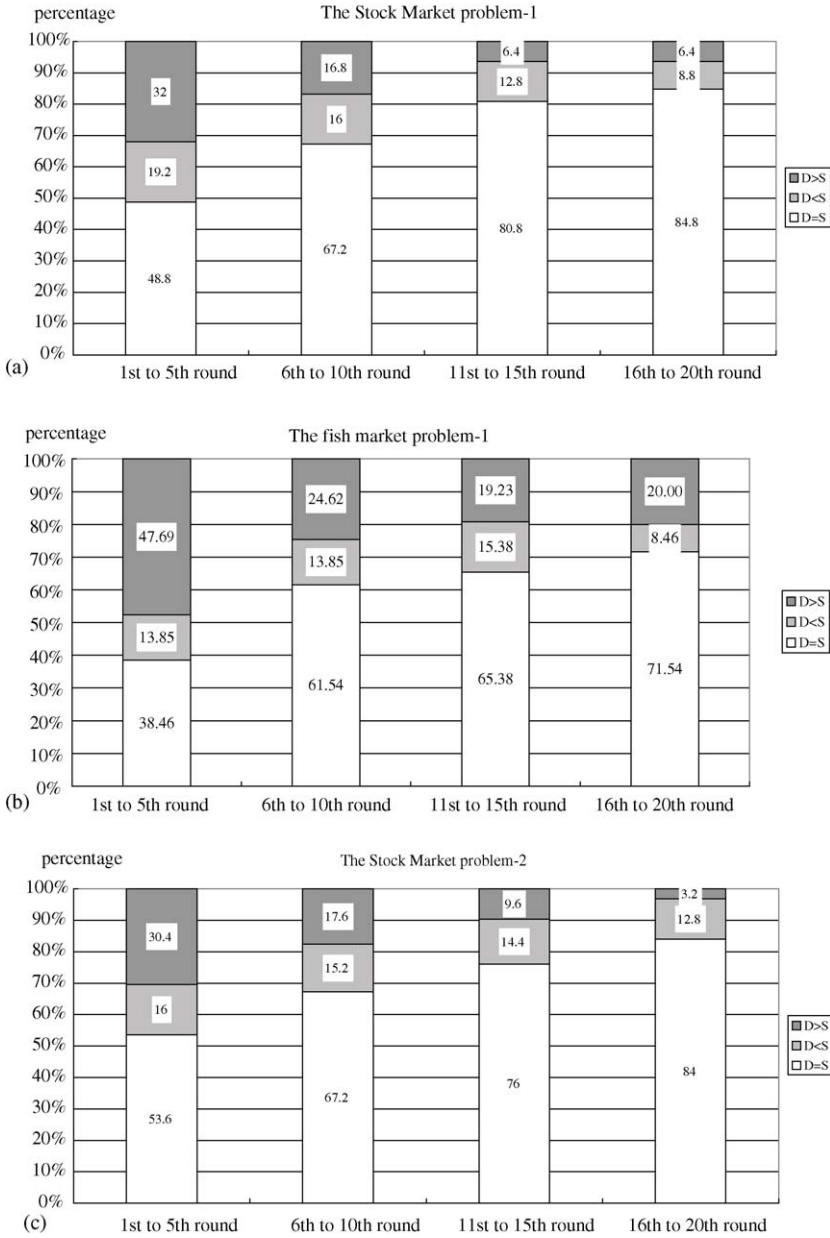 percentage The Stock Market problem-1
100%
90%
80%
70%
60%
50%
40%
30%
20%
10%
0%
32 16.8 6.4 6.4
19.2 16 12.8 8.8
48.8 67.2 80.8 84.8
D>S
D<S
D=S
(a)
1st to 5th round 6th to 10th round 11st to 15th round 16th to 20th round
percentage The fish market problem-1
100%
90%
80%
70%
60%
50%
40%
30%
20%
10%
0%
47.69 24.62 19.23 20.00
13.85 13.85 15.38 8.46
38.46 61.54 65.38 71.54
D>S
D<S
D=S
(b)
1st to 5th round 6th to 10th round 11st to 15th round 16th to 20th round
percentage The Stock Market problem-2
100%
90%
80%
70%
60%
50%
40%
30%
20%
10%
0%
30.4 17.6 9.6 3.2
16 15.2 14.4 12.8
53.6 67.2 76 84
D>S
D<S
D=S
(c)
1st to 5th round 6th to 10th round 11st to 15th round 16th to 20th round